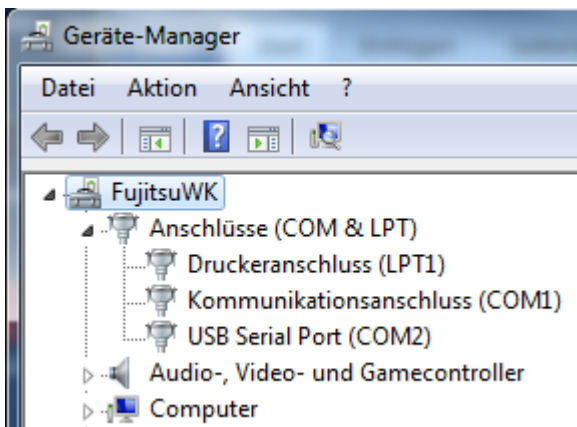 Geräte-Manager
Datei Aktion Ansicht ?
?
FujitsuWK
Anschlüsse (COM & LPT)
Druckeranschluss (LPT1)
Kommunikationsanschluss (COM1)
USB Serial Port (COM2)
Audio-, Video- und Gamecontroller
Computer